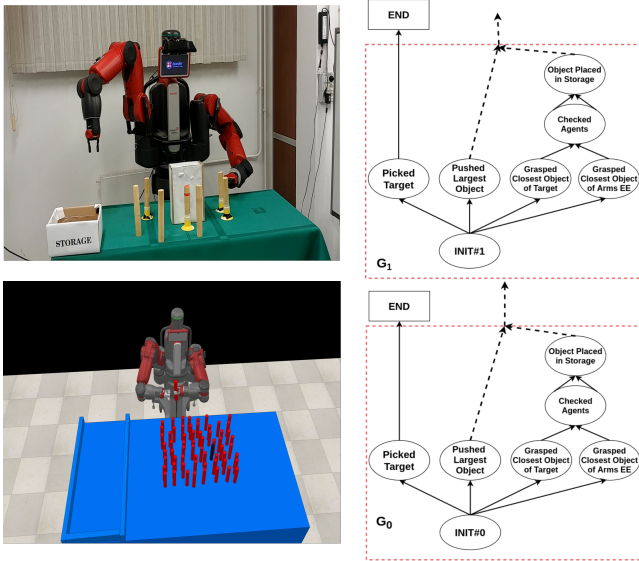 STORAGE
END
Object Placed
in Storage
Checked
Agents
Picked
Target
Pushed
Largest
Object
Grasped
Closest Object
of Target
Grasped
Closest Object
of Arms EE
INIT#1
G1
END
Object Placed
in Storage
Checked
Agents
Picked
Target
Pushed
Largest
Object
Grasped
Closest Object
of Target
Grasped
Closest Object
of Arms EE
INIT#0
G0